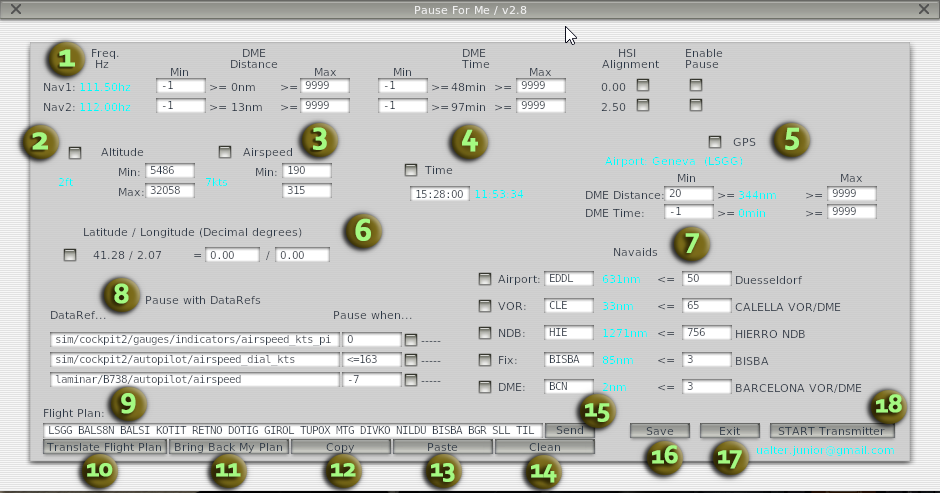 Pause For Me / v2.8
1 Freq. Hz DME Distance DME Time HSI Alignment Enable Pause
Min Max Min Max
Nav1: 111.50hz -1 >= 0nm >= 9999 -1 >= 48min >= 9999 0.00
Nav2: 112.00hz -1 >= 13nm >= 9999 -1 >= 97min >= 9999 2.50
2 3 4 5
Altitude Airspeed Time GPS
Airport: Geneva (LSGG)
2ft Min: 5486 7kts Min: 190
Max: 32058 315
15:28:00 11:53:34
Min Max
DME Distance: 20 >= 344nm >= 9999
DME Time: -1 >= 0min >= 9999
Latitude / Longitude (Decimal degrees) 6
41.28 / 2.07 = 0.00 / 0.00
Navaids 7
Airport: EDDL 631nm <= 50 Duesseldorf
VOR: CLE 33nm <= 65 CALELLA VOR/DME
NDB: HIE 1271nm <= 756 HIERRO NDB
Fix: BISBA 85nm <= 3 BISBA
DME: BCN 2nm <= 3 BARCELONA VOR/DME
8 Pause with DataRefs
DataRef... Pause when...
sim/cockpit2/gauges/indicators/airspeed_kts_pi 0 -----
sim/cockpit2/autopilot/airspeed_dial_kts <=163 -----
laminar/B738/autopilot/airspeed -7 -----
9
Flight Plan:
LSGG BALS8N BALSI KOTIT RETNO DOTIG GIROL TUPOX MTG DIVKO NILDU BISBA BGR SLL TIL Send 15
Save Exit START Transmitter 18
Translate Flight Plan Bring Back My Plan Copy Paste Clean
ualter.junior@gmail.com
10 11 12 13 14 16 17